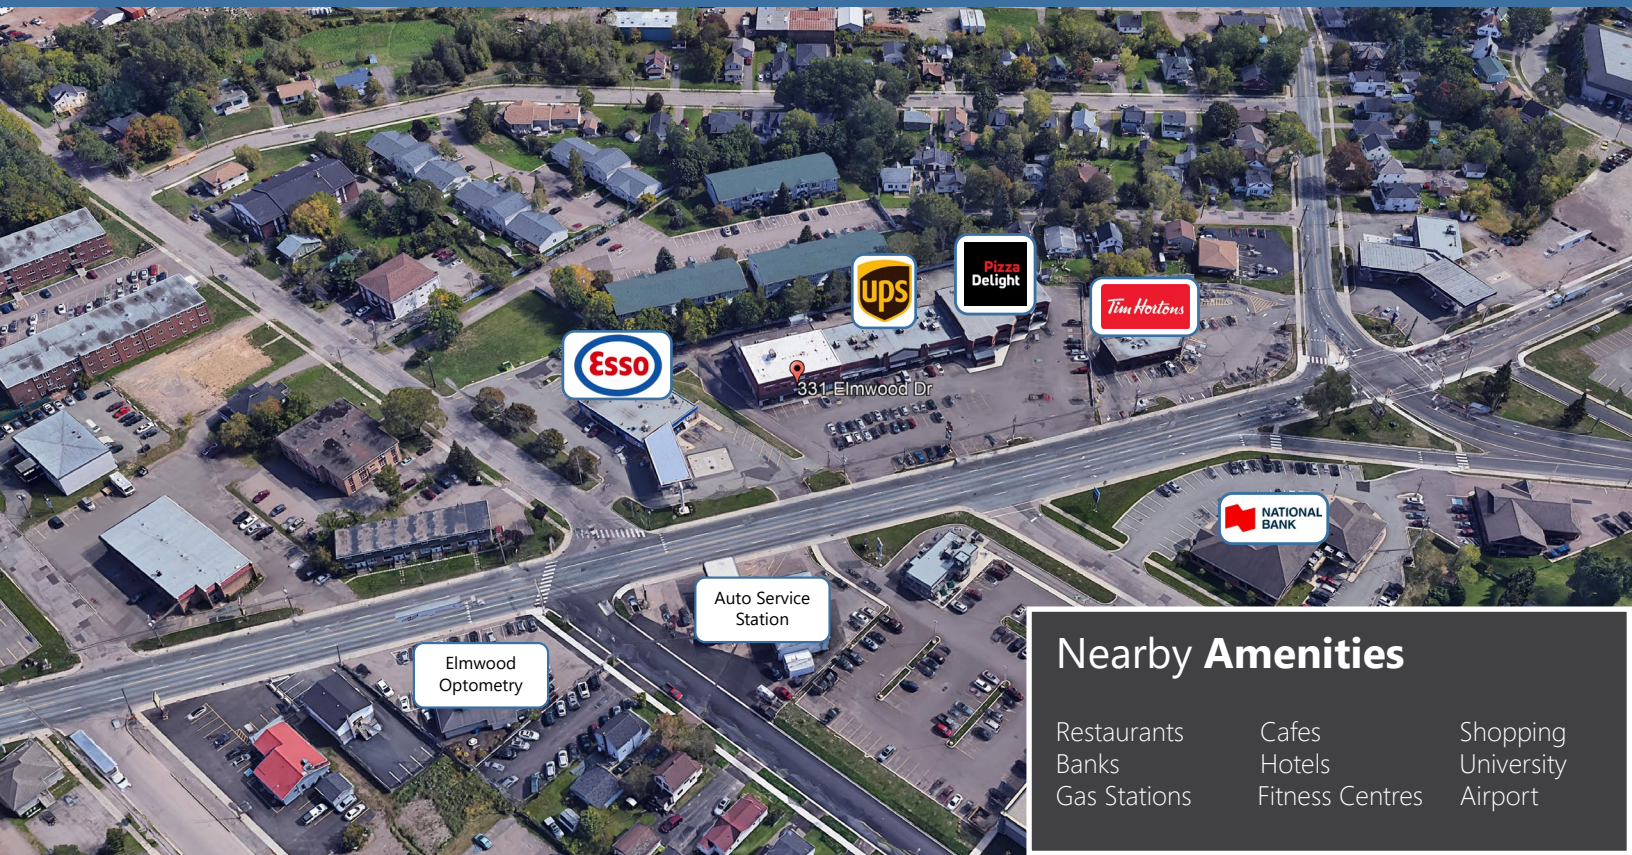 Pizza
Delight
ups
Tim Hortons
Esso
331 Elmwood Dr
NATIONAL
BANK
Auto Service
Station
Elmwood
Optometry
Nearby Amenities
Restaurants Cafes Shopping
Banks Hotels University
Gas Stations Fitness Centres Airport